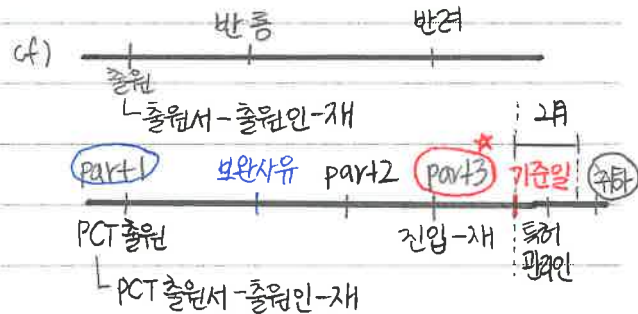 cf) 반통 반려
출원
└출원서-출원인-재
2月
part1 보완사유 part2 part3 ☆ 기준일 취하
PCT 출원 진입-재 특허
관리인
└PCT 출원서-출원인-재